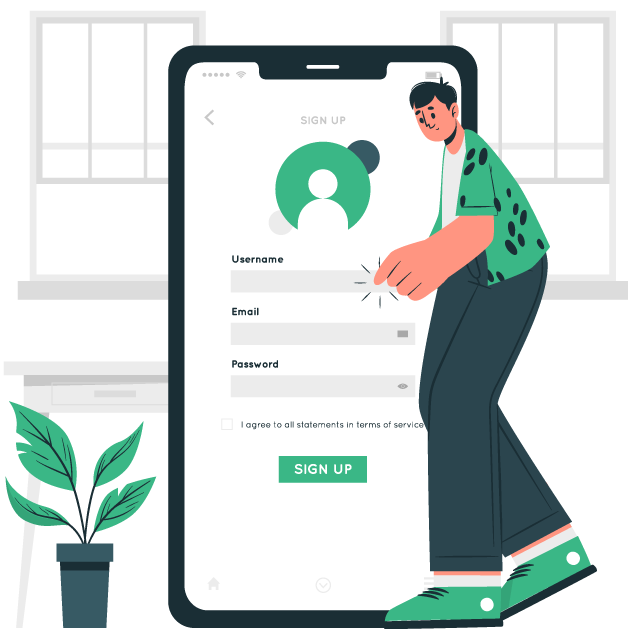 SIGN UP
Username
Email
Password
I agree to all statements in terms of service
SIGN UP